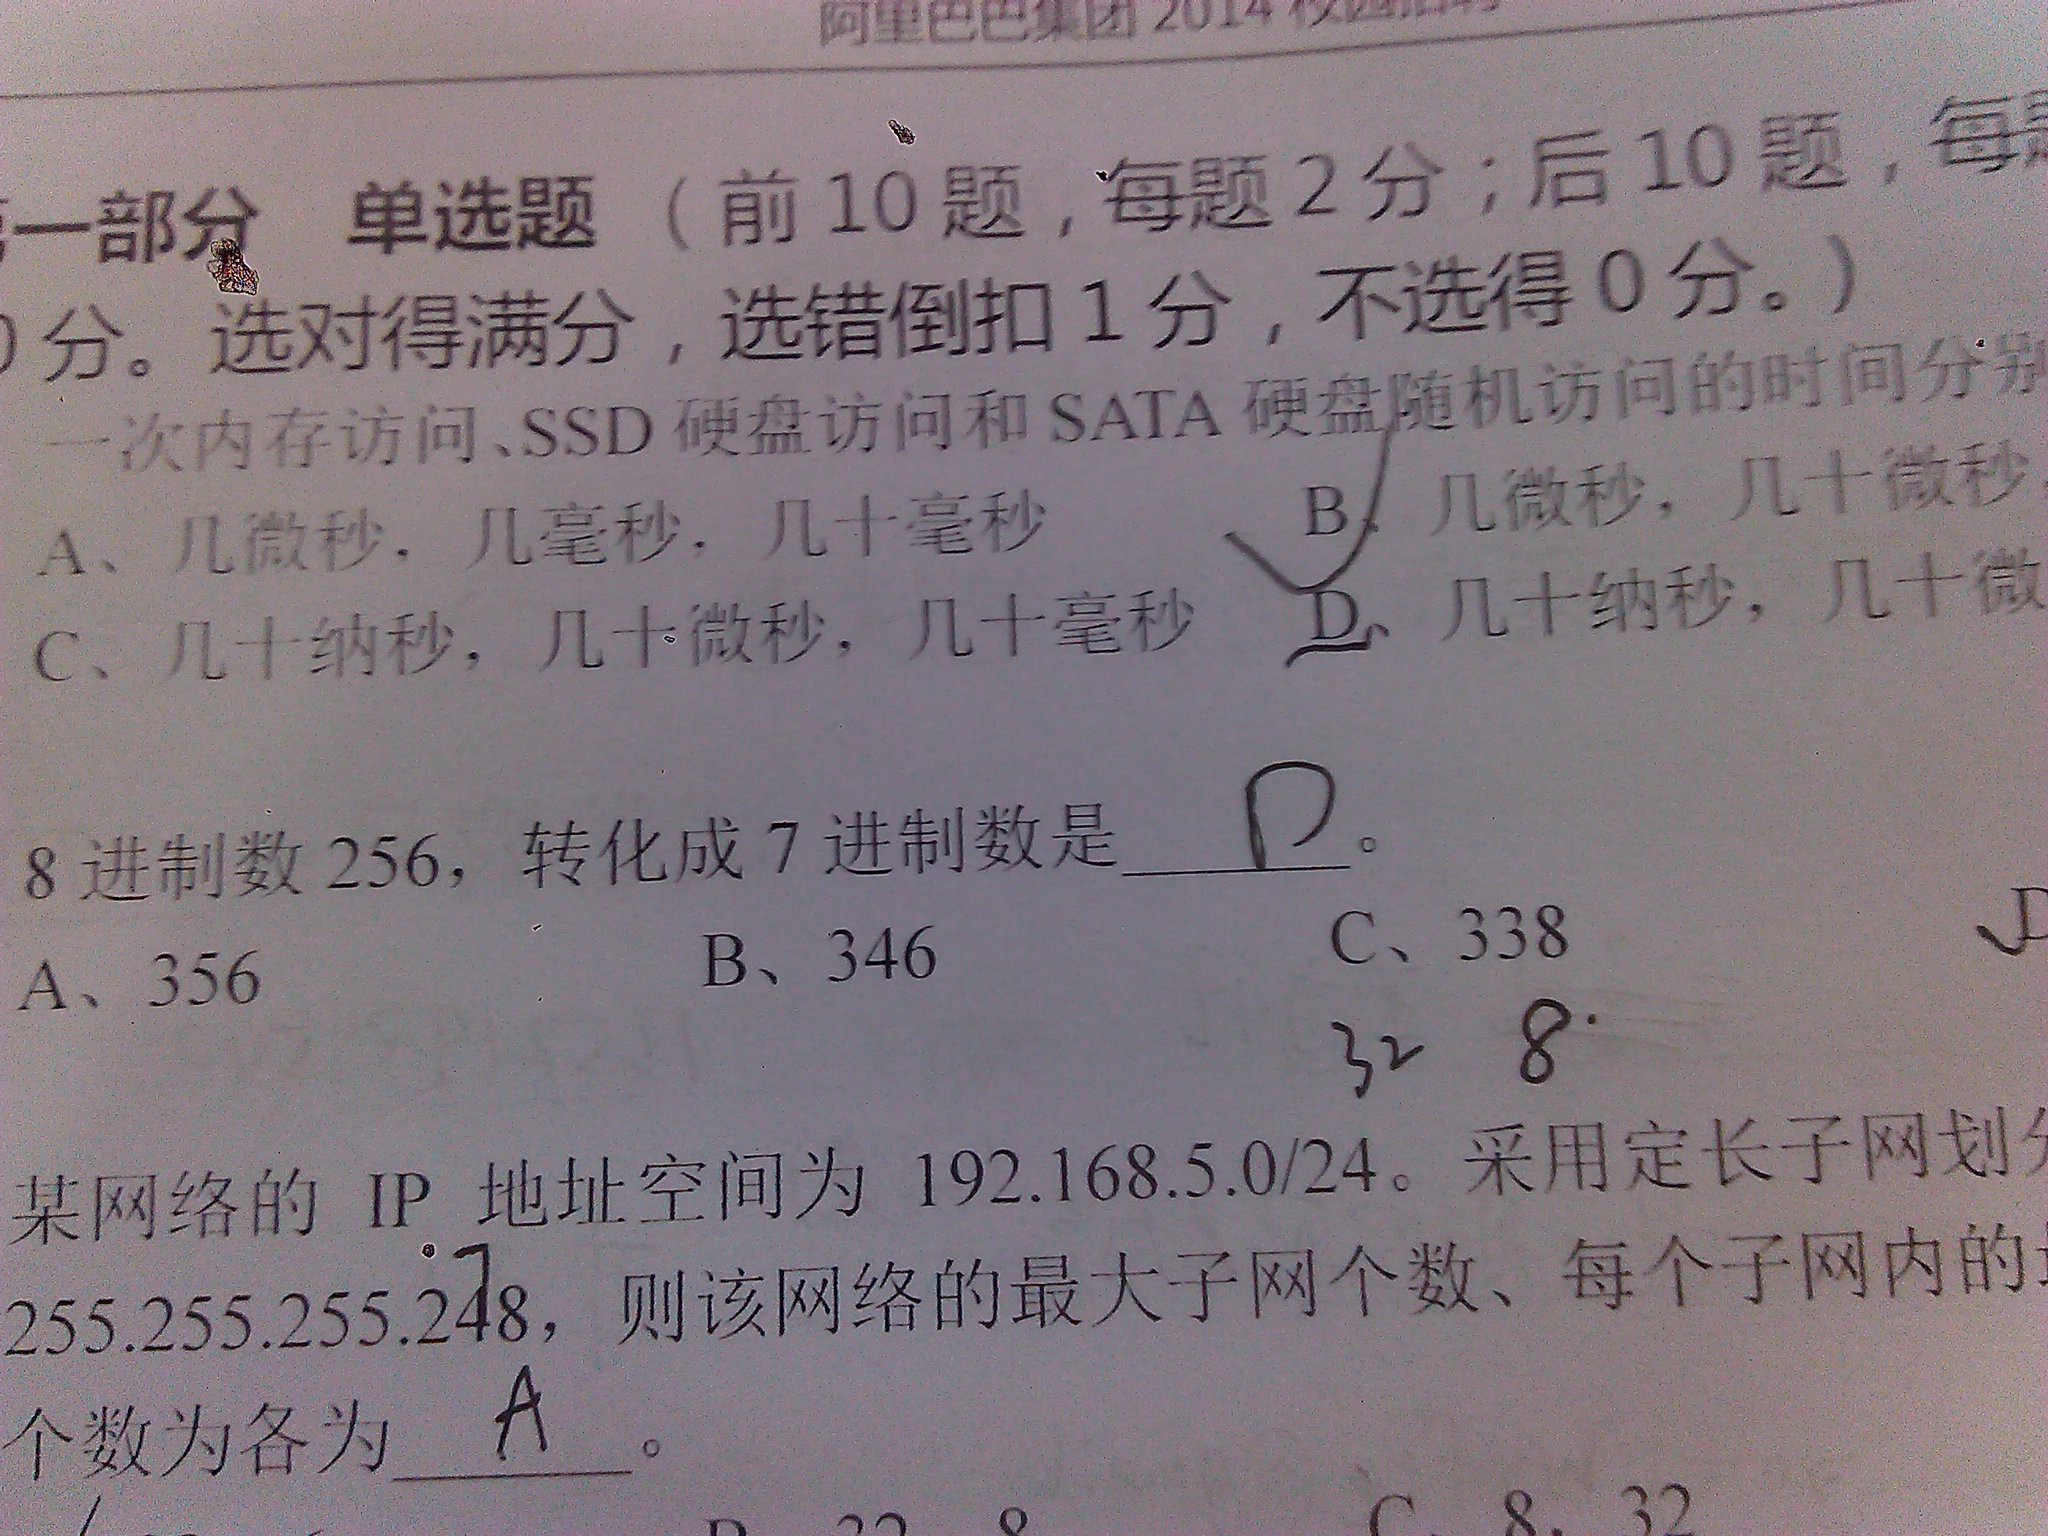 阿里巴巴集团 2014 校园招聘
一部分 单选题 （前 10 题，每题 2 分；后 10 题，每
0 分。选对得满分，选错倒扣 1 分，不选得 0 分。）
一次内存访问、SSD 硬盘访问和 SATA 硬盘随机访问的时间分别
A、几微秒，几毫秒，几十毫秒 B、几微秒，几十微秒，
C、几十纳秒，几十微秒，几十毫秒 D、几十纳秒，几十微
8 进制数 256，转化成 7 进制数是 D 。
A、356 B、346 C、338 D
32 8
某网络的 IP 地址空间为 192.168.5.0/24。采用定长子网划分
255.255.255.248，则该网络的最大子网个数、每个子网内的
个数为各为 A 。
B 32 8 C、8，32